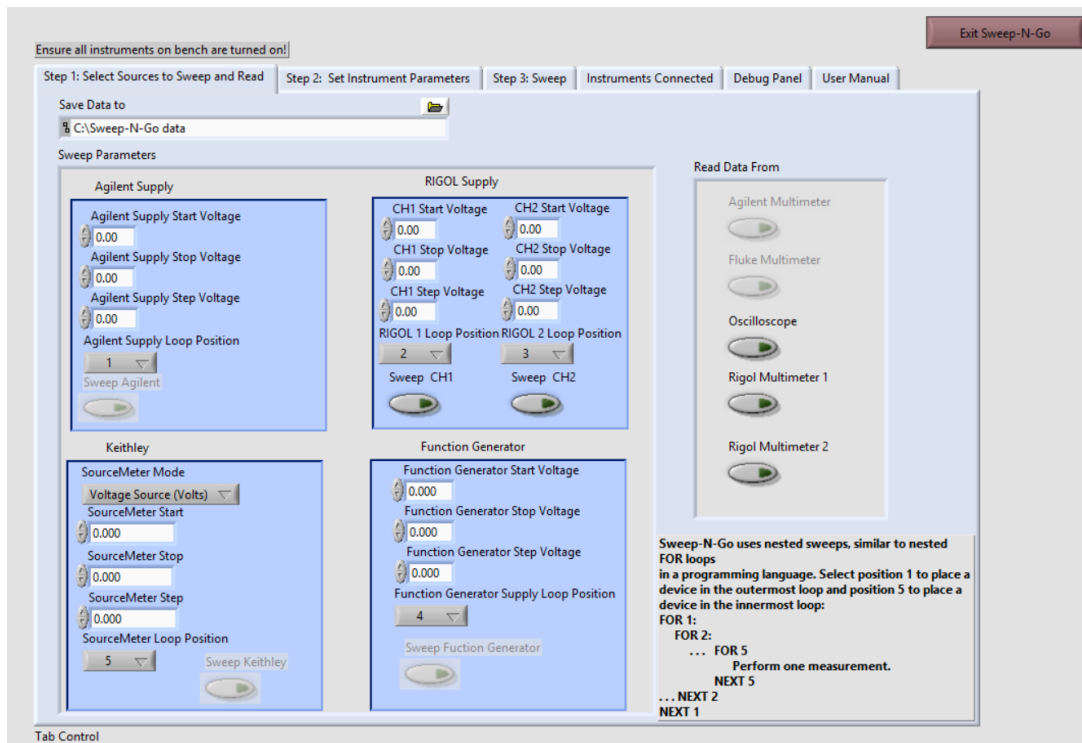 Exit Sweep-N-Go
Ensure all instruments on bench are turned on!
Step 1: Select Sources to Sweep and Read
Step 2: Set Instrument Parameters
Step 3: Sweep
Instruments Connected
Debug Panel
User Manual
Save Data to
C:\Sweep-N-Go data
Sweep Parameters
Agilent Supply
Agilent Supply Start Voltage
0.00
Agilent Supply Stop Voltage
0.00
Agilent Supply Step Voltage
0.00
Agilent Supply Loop Position
1
Sweep Agilent
RIGOL Supply
CH1 Start Voltage
CH2 Start Voltage
0.00
0.00
CH1 Stop Voltage
CH2 Stop Voltage
0.00
0.00
CH1 Step Voltage
CH2 Step Voltage
0.00
0.00
RIGOL 1 Loop Position
RIGOL 2 Loop Position
2
3
Sweep CH1
Sweep CH2
Keithley
SourceMeter Mode
Voltage Source (Volts)
SourceMeter Start
0.000
SourceMeter Stop
0.000
SourceMeter Step
0.000
SourceMeter Loop Position
5
Sweep Keithley
Function Generator
Function Generator Start Voltage
0.000
Function Generator Stop Voltage
0.000
Function Generator Step Voltage
0.000
Function Generator Supply Loop Position
4
Sweep Fuction Generator
Read Data From
Agilent Multimeter
Fluke Multimeter
Oscilloscope
Rigol Multimeter 1
Rigol Multimeter 2
Sweep-N-Go uses nested sweeps, similar to nested
FOR loops
in a programming language. Select position 1 to place a
device in the outermost loop and position 5 to place a
device in the innermost loop:
FOR 1:
FOR 2:
... FOR 5
Perform one measurement.
NEXT 5
... NEXT 2
NEXT 1
Tab Control